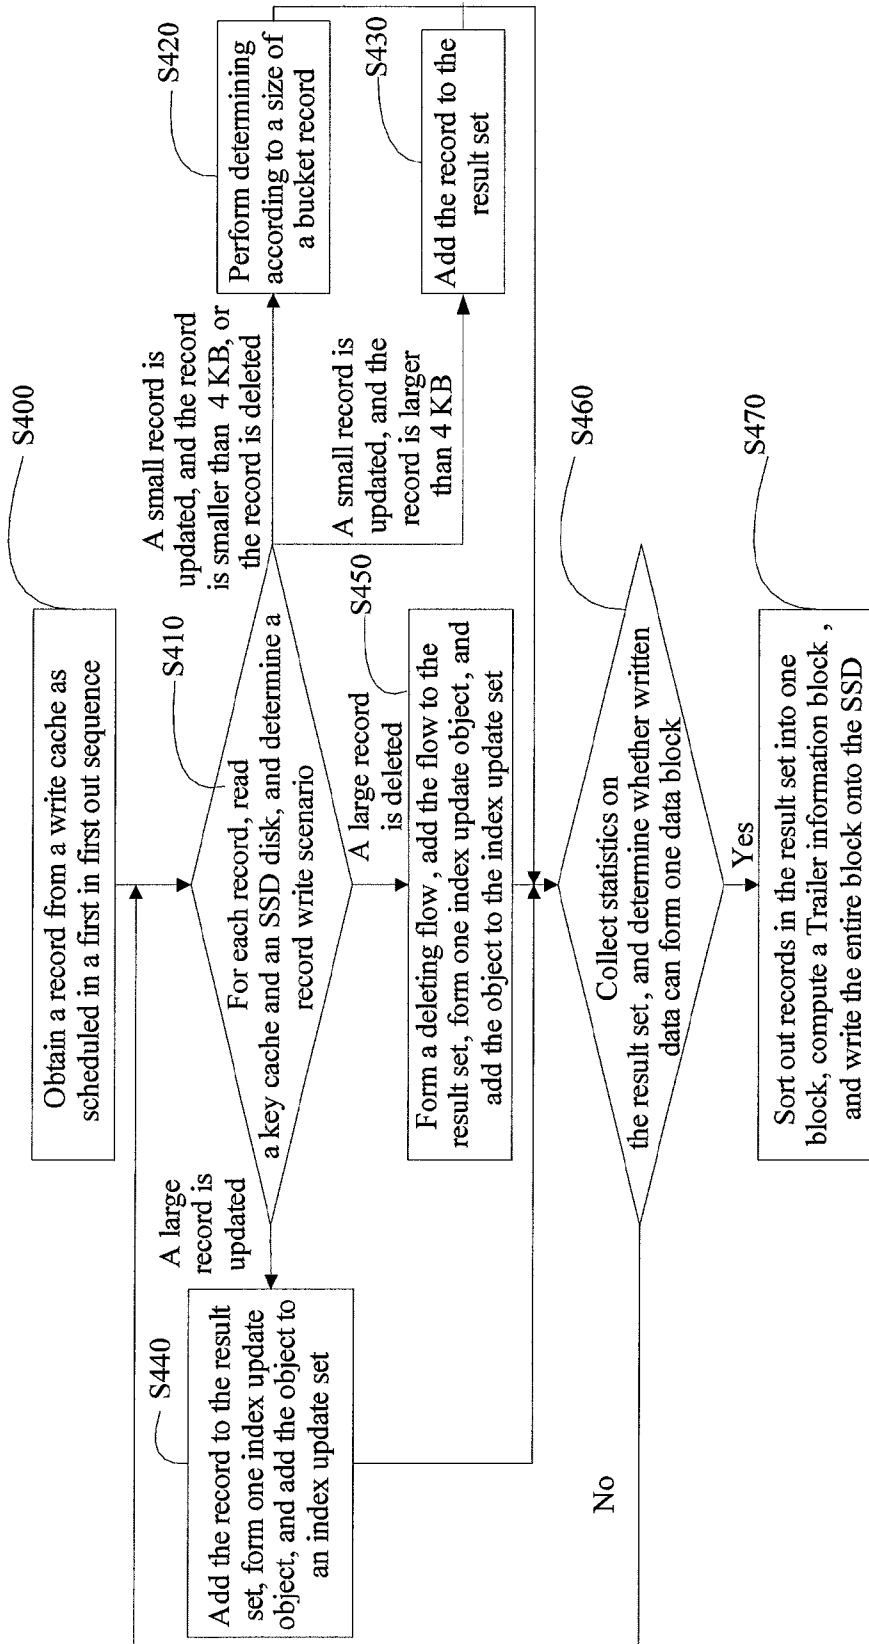 S400
Obtain a record from a write cache as
scheduled in a first in first out sequence
S410
For each record, read
a key cache and an SSD disk, and determine a
record write scenario
A small record is
updated, and the record
is smaller than 4 KB, or
the record is deleted
S420
Perform determining
according to a size of
a bucket record
A small record is
updated, and the
record is larger
than 4 KB
S430
Add the record to the
result set
A large
record is
updated
S440
Add the record to the result
set, form one index update
object, and add the object to
an index update set
A large record
is deleted
S450
Form a deleting flow, add the flow to the
result set, form one index update object, and
add the object to the index update set
S460
Collect statistics on
the result set, and determine whether written
data can form one data block
No
Yes
S470
Sort out records in the result set into one
block, compute a Trailer information block,
and write the entire block onto the SSD